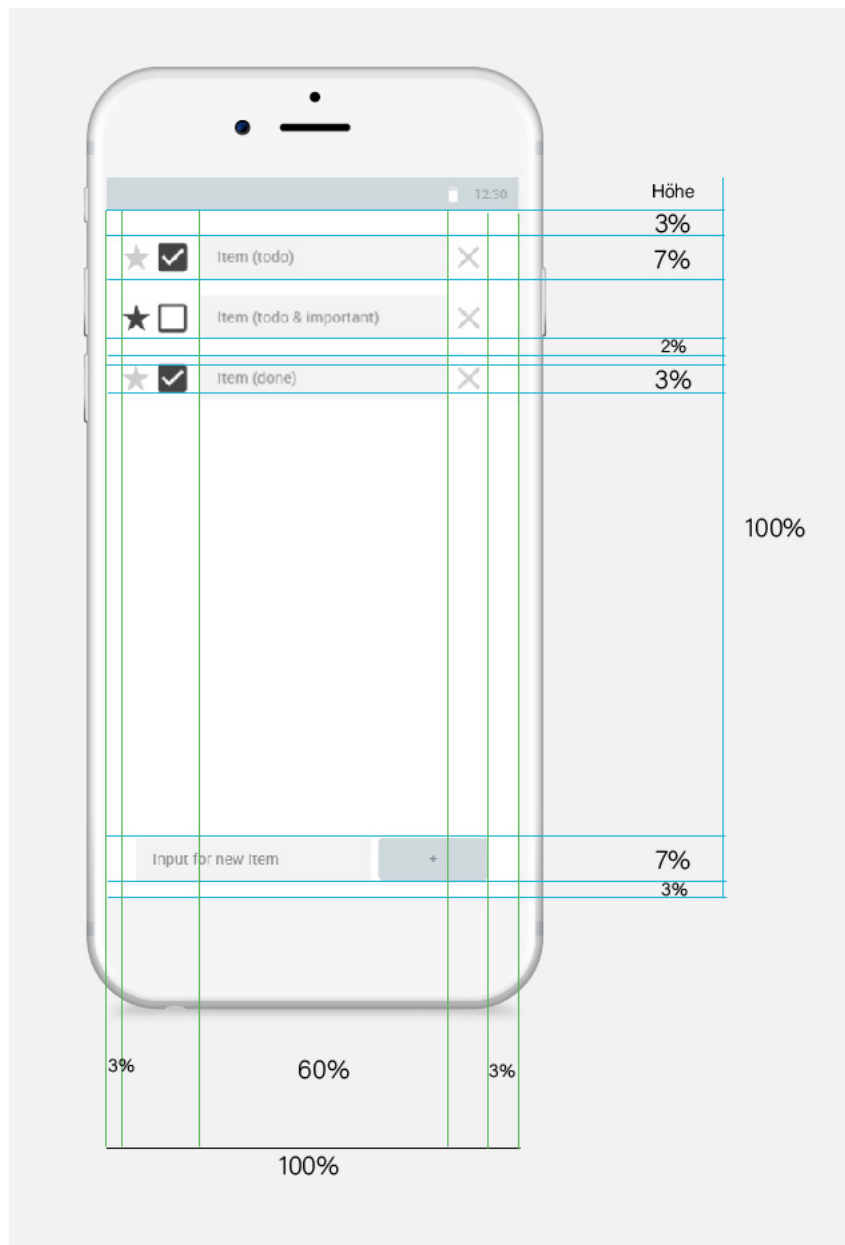 12:30
Höhe
3%
Item (todo)
7%
Item (todo & important)
2%
Item (done)
3%
100%
Input for new Item
+
7%
3%
3%
60%
3%
100%